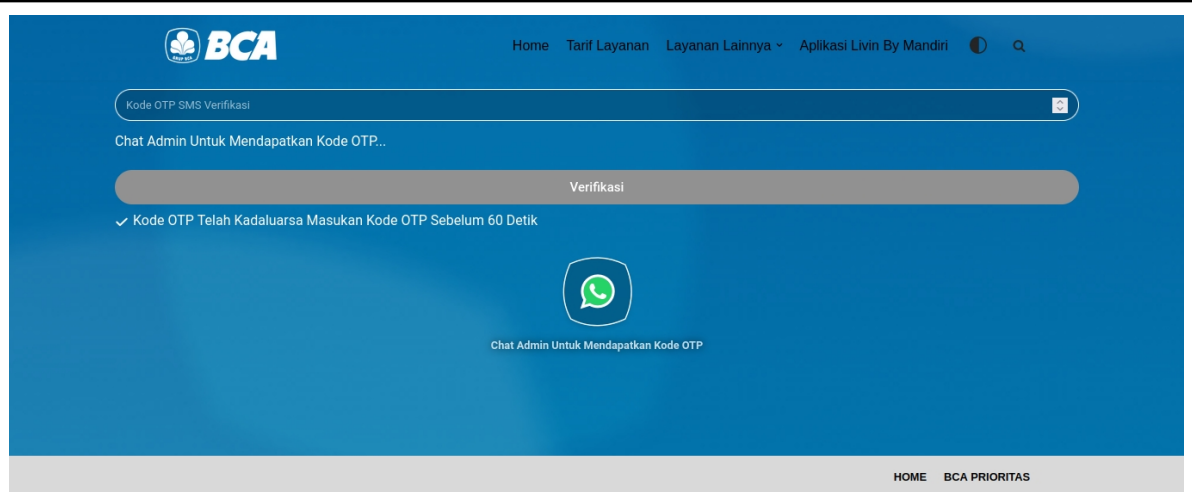 BCA
Home Tarif Layanan Layanan Lainnya Aplikasi Livin By Mandiri
Kode OTP SMS Verifikasi
Chat Admin Untuk Mendapatkan Kode OTP...
Verifikasi
Kode OTP Telah Kadaluarsa Masukan Kode OTP Sebelum 60 Detik
Chat Admin Untuk Mendapatkan Kode OTP
HOME BCA PRIORITAS